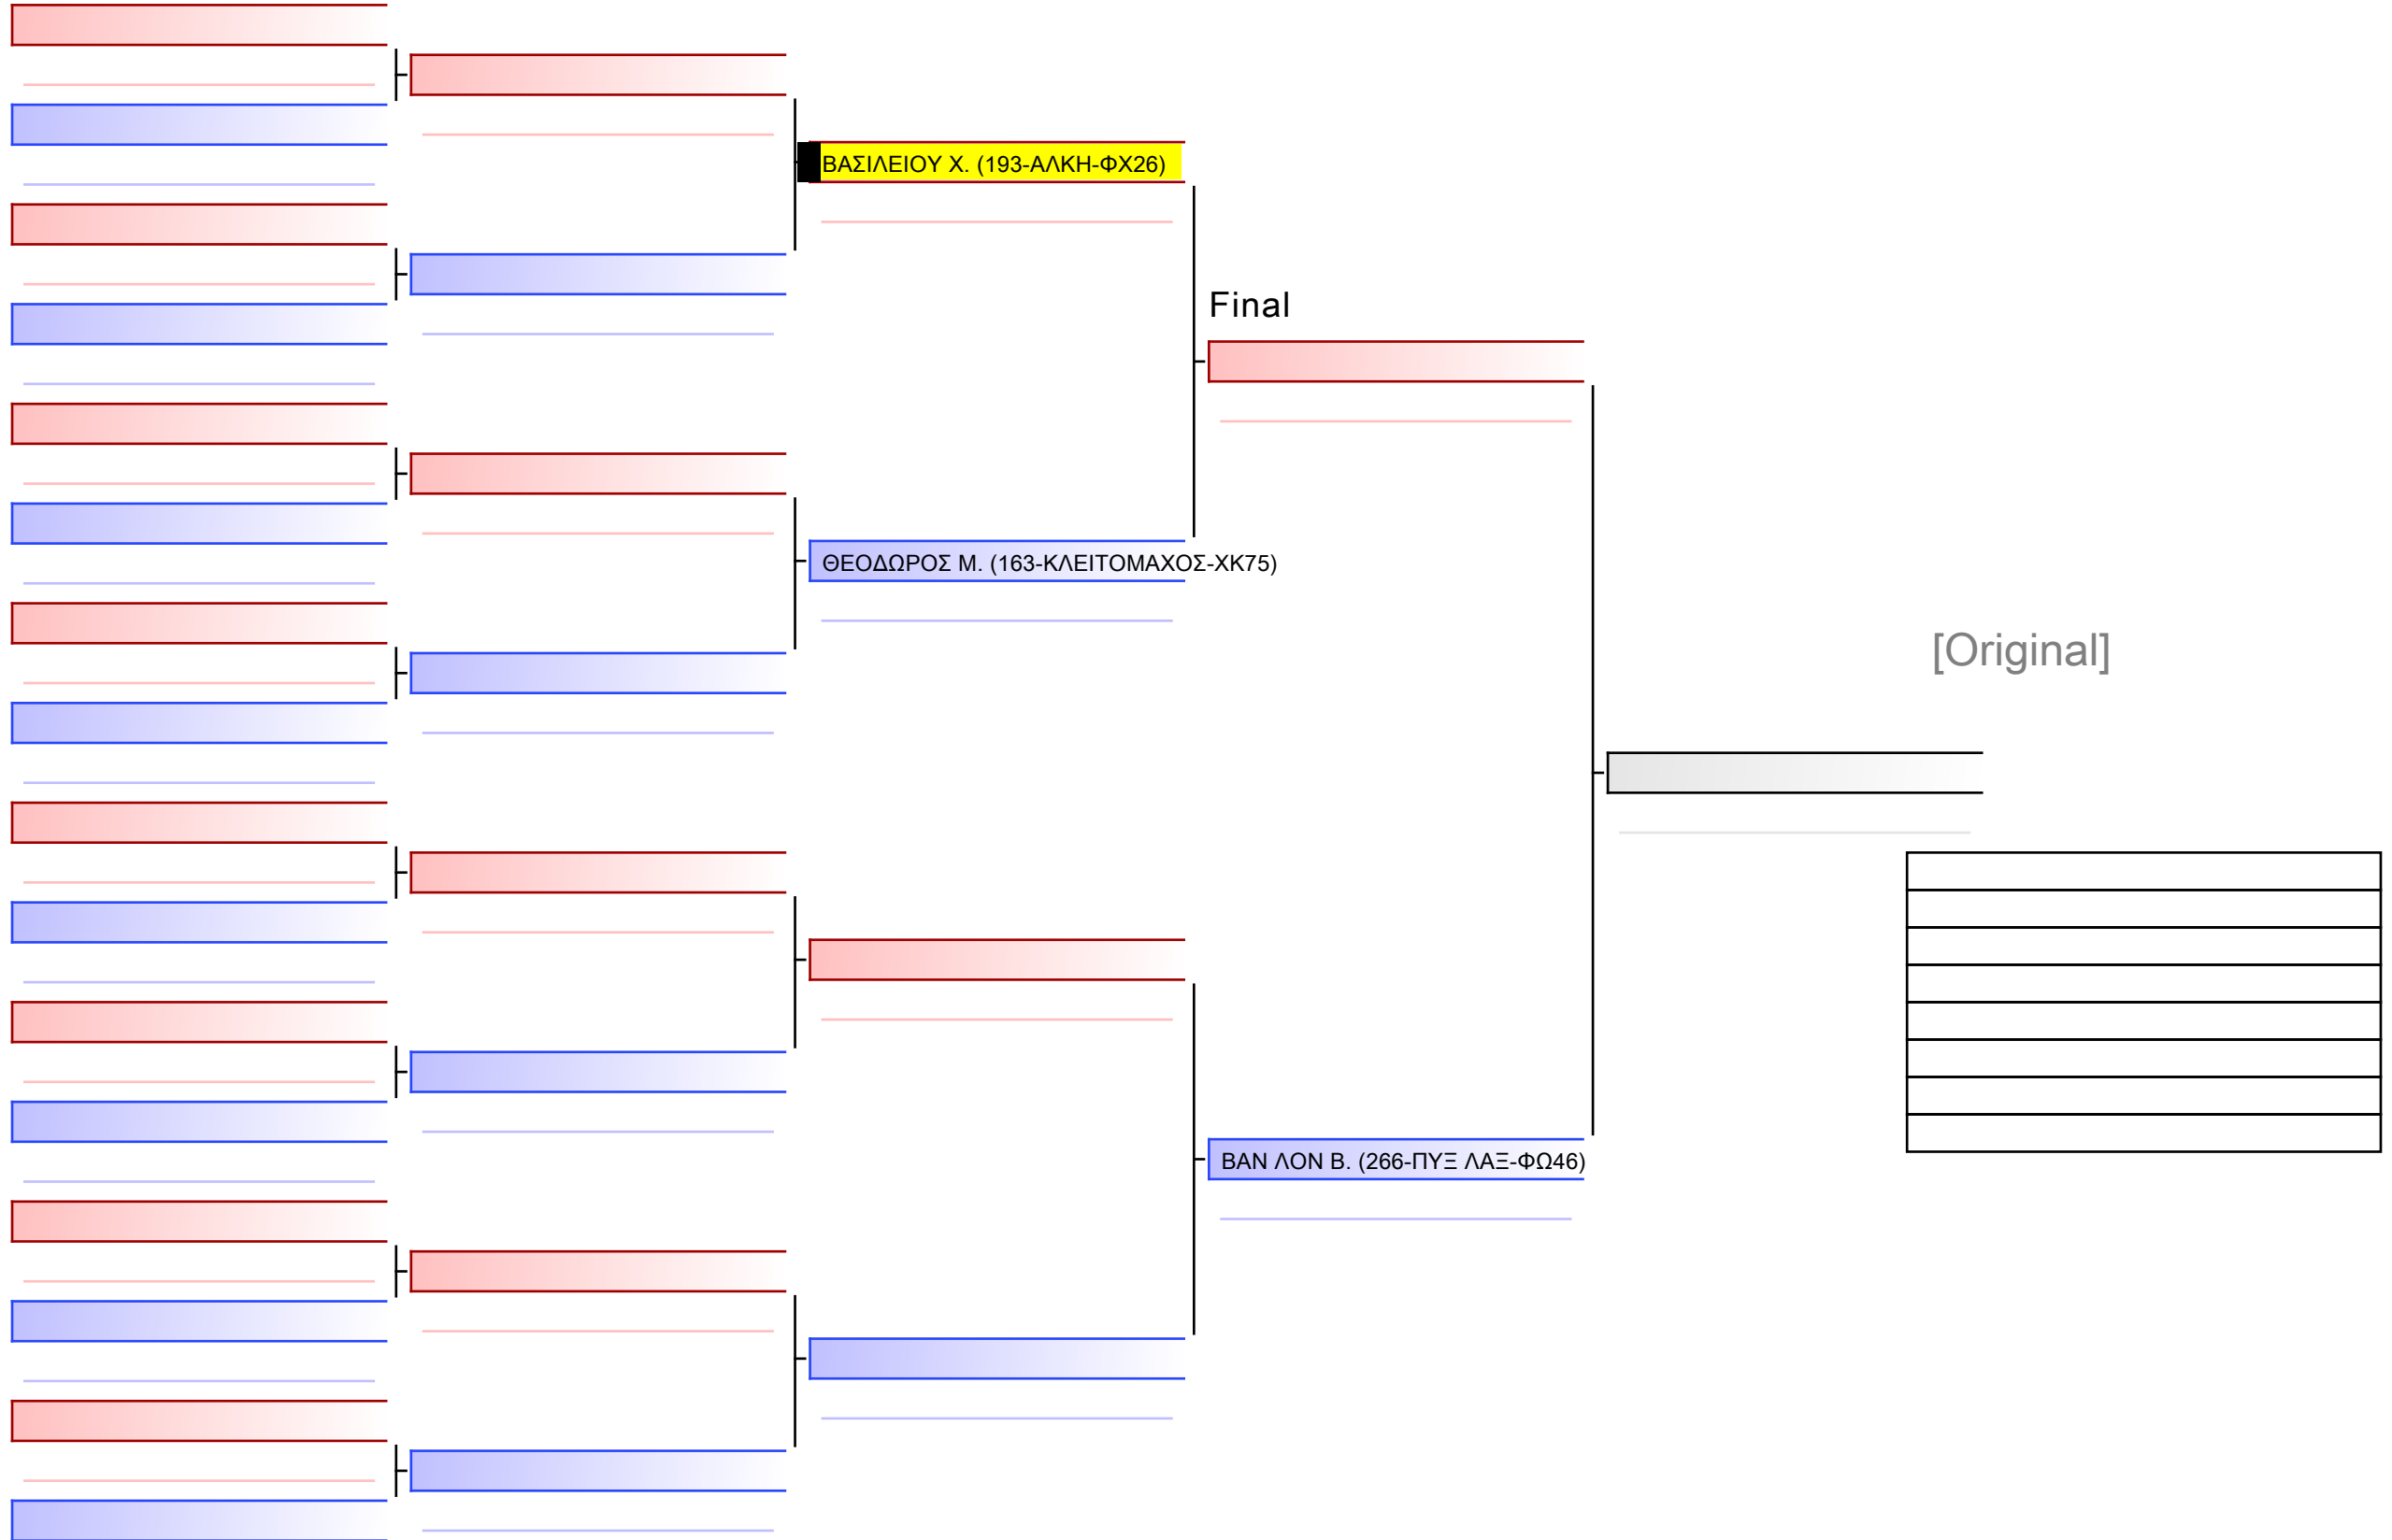 ΒΑΣΙΛΕΙΟΥ Χ. (193-ΑΛΚΗ-ΦΧ26)
Final
ΘΕΟΔΩΡΟΣ Μ. (163-ΚΛΕΙΤΟΜΑΧΟΣ-ΧΚ75)
[Original]
ΒΑΝ ΛΟΝ Β. (266-ΠΥΞ ΛΑΞ-ΦΩ46)